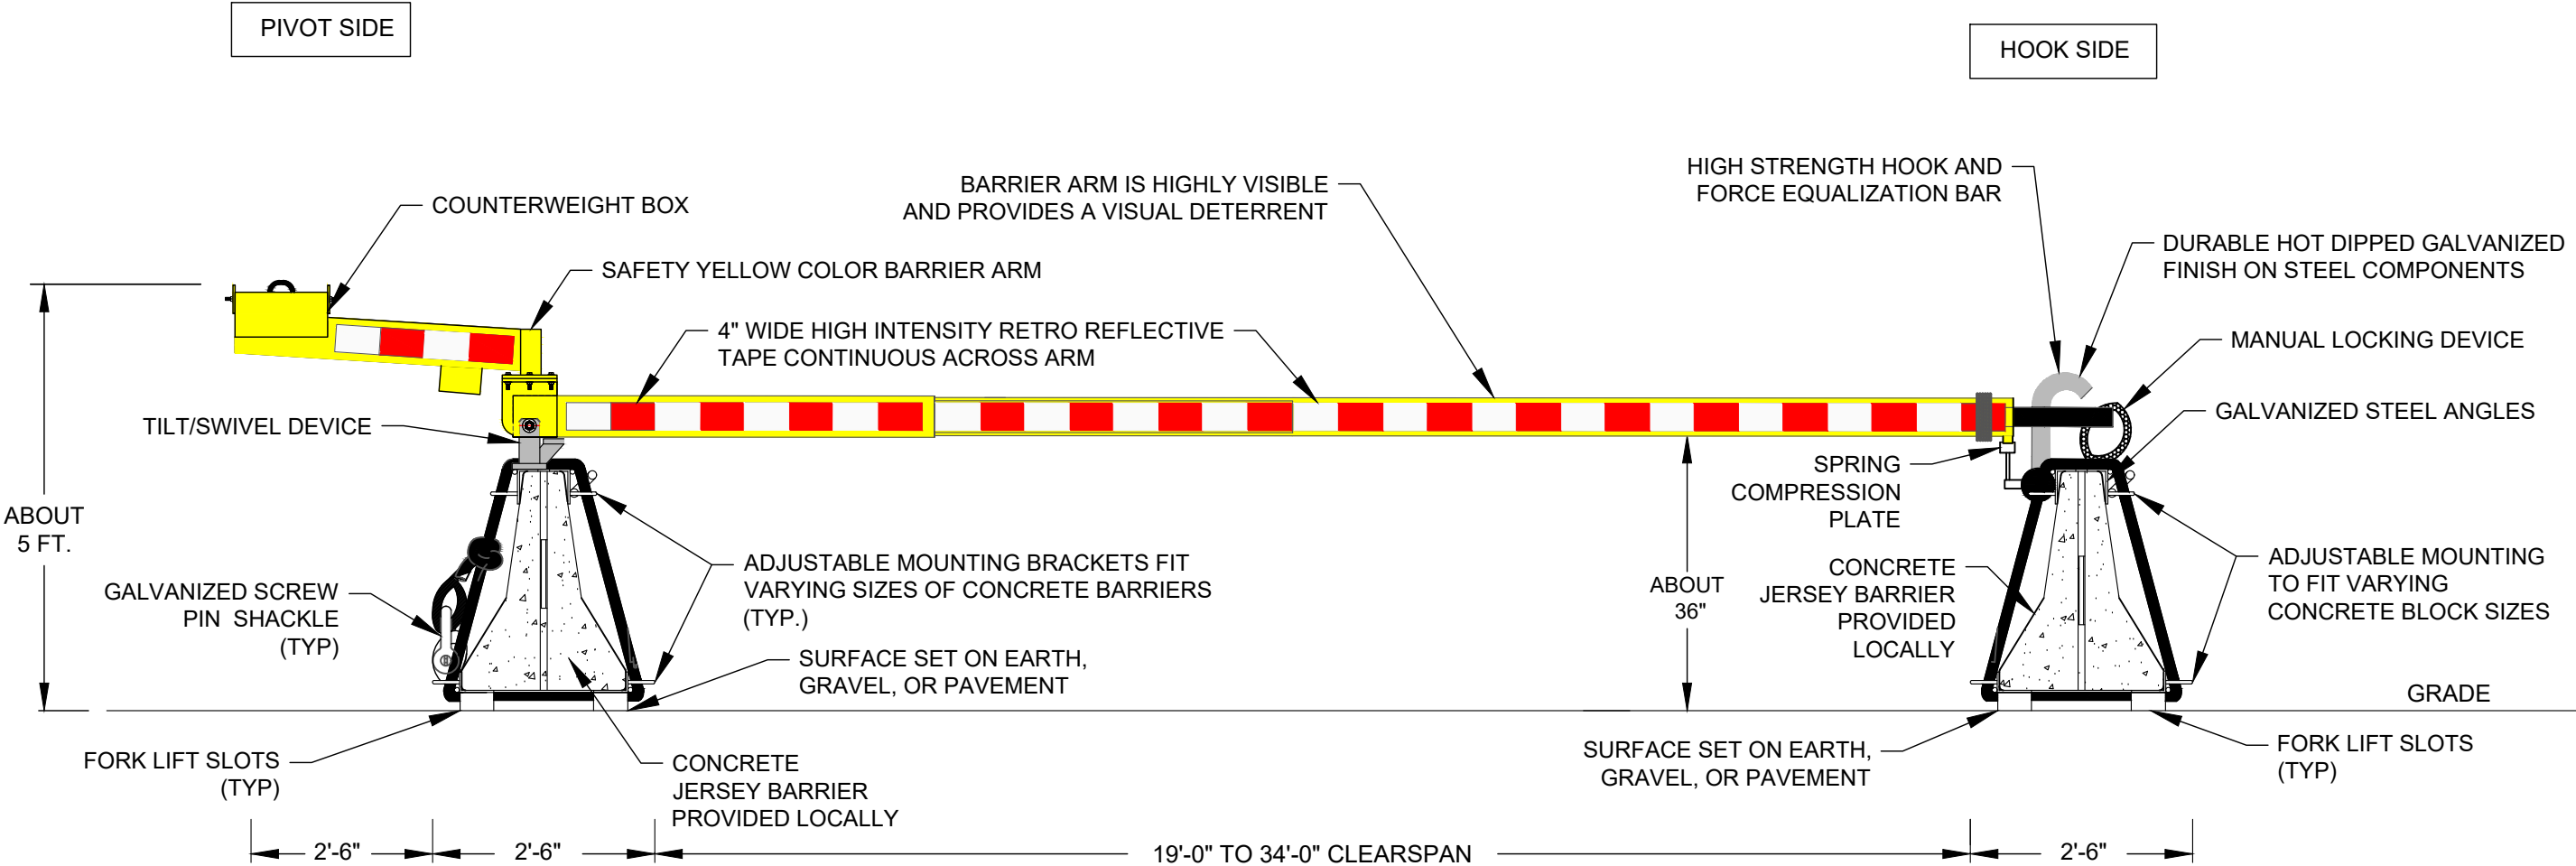 PIVOT SIDE
HOOK SIDE
COUNTERWEIGHT BOX
BARRIER ARM IS HIGHLY VISIBLE
AND PROVIDES A VISUAL DETERRENT
HIGH STRENGTH HOOK AND
FORCE EQUALIZATION BAR
DURABLE HOT DIPPED GALVANIZED
FINISH ON STEEL COMPONENTS
SAFETY YELLOW COLOR BARRIER ARM
4" WIDE HIGH INTENSITY RETRO REFLECTIVE
TAPE CONTINUOUS ACROSS ARM
MANUAL LOCKING DEVICE
TILT/SWIVEL DEVICE
GALVANIZED STEEL ANGLES
SPRING
COMPRESSION
PLATE
ABOUT
5 FT.
GALVANIZED SCREW
PIN SHACKLE
(TYP)
ADJUSTABLE MOUNTING BRACKETS FIT
VARYING SIZES OF CONCRETE BARRIERS
(TYP.)
ABOUT
36"
CONCRETE
JERSEY BARRIER
PROVIDED
LOCALLY
ADJUSTABLE MOUNTING
TO FIT VARYING
CONCRETE BLOCK SIZES
SURFACE SET ON EARTH,
GRAVEL, OR PAVEMENT
GRADE
FORK LIFT SLOTS
(TYP)
CONCRETE
JERSEY BARRIER
PROVIDED LOCALLY
SURFACE SET ON EARTH,
GRAVEL, OR PAVEMENT
FORK LIFT SLOTS
(TYP)
2'-6"
2'-6"
19'-0" TO 34'-0" CLEARSPAN
2'-6"